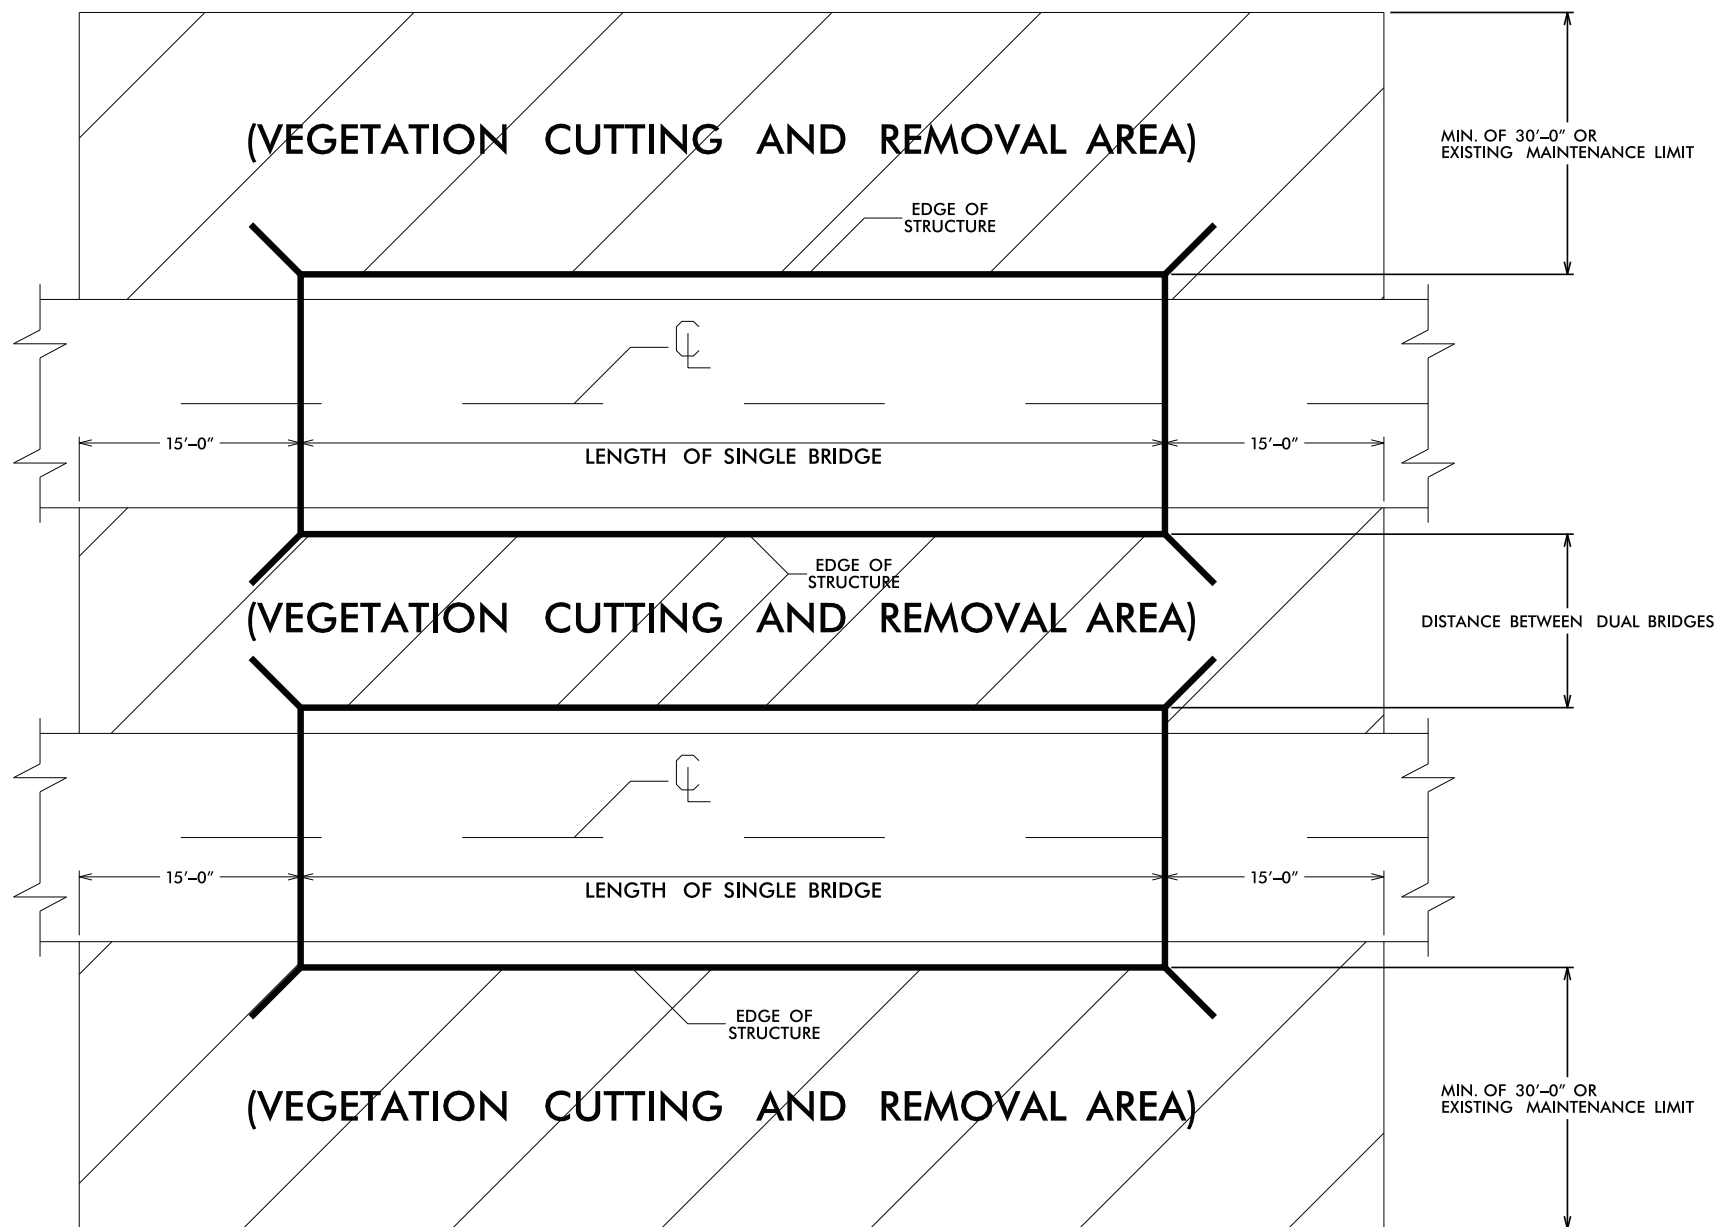 (VEGETATION CUTTING AND REMOVAL AREA)
MIN. OF 30'–0" OR
EXISTING MAINTENANCE LIMIT
EDGE OF
STRUCTURE
CL
15'–0"
LENGTH OF SINGLE BRIDGE
15'–0"
EDGE OF
STRUCTURE
(VEGETATION CUTTING AND REMOVAL AREA)
DISTANCE BETWEEN DUAL BRIDGES
CL
15'–0"
LENGTH OF SINGLE BRIDGE
15'–0"
EDGE OF
STRUCTURE
(VEGETATION CUTTING AND REMOVAL AREA)
MIN. OF 30'–0" OR
EXISTING MAINTENANCE LIMIT